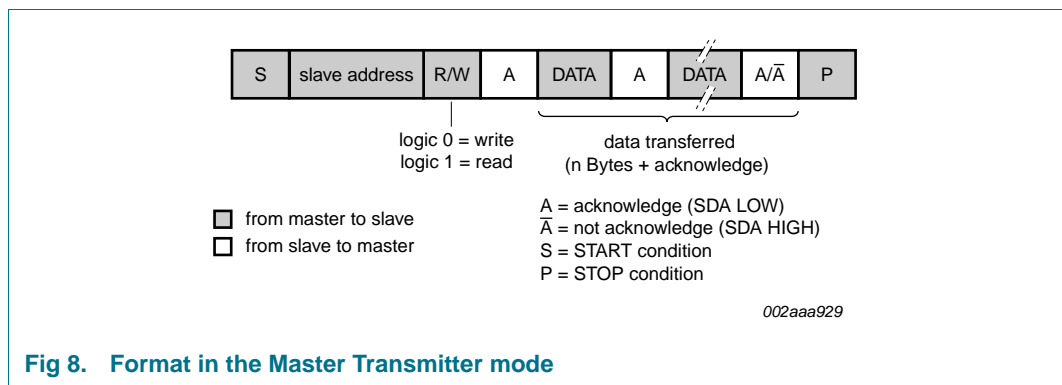 S slave address R/W A DATA A DATA A/A̅ P
logic 0 = write
logic 1 = read
data transferred
(n Bytes + acknowledge)
from master to slave
from slave to master
A = acknowledge (SDA LOW)
A̅ = not acknowledge (SDA HIGH)
S = START condition
P = STOP condition
002aaa929
Fig 8. Format in the Master Transmitter mode